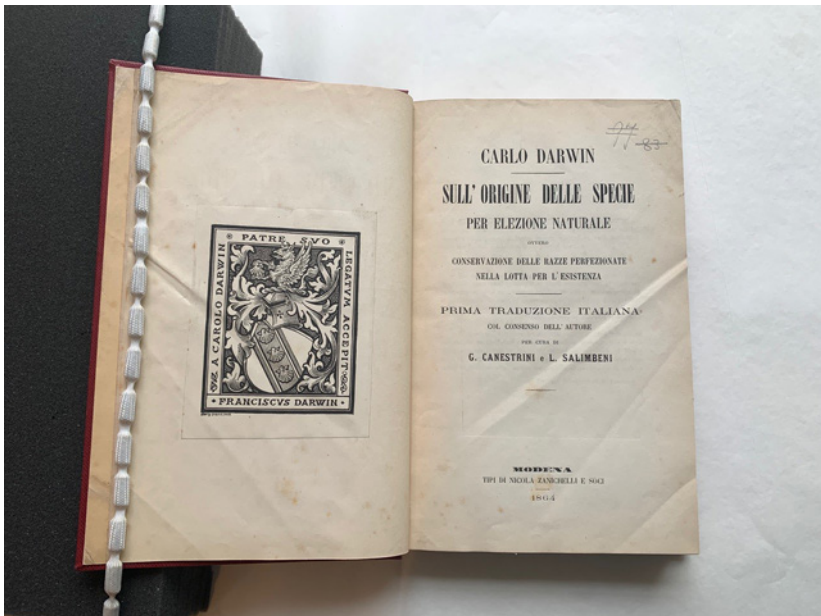 PATRE SVO
LEGATVM ACCEPIT
A CAROLO DARWIN
FRANCISCVS DARWIN
83
CARLO DARWIN
SULL' ORIGINE DELLE SPECIE
PER ELEZIONE NATURALE
OVVERO
CONSERVAZIONE DELLE RAZZE PERFEZIONATE
NELLA LOTTA PER L'ESISTENZA
PRIMA TRADUZIONE ITALIANA
COL CONSENSO DELL' AUTORE
PER CURA DI
G. CANESTRINI e L. SALIMBENI
MODENA
TIPI DI NICOLA ZANICHELLI E SOCI
1864